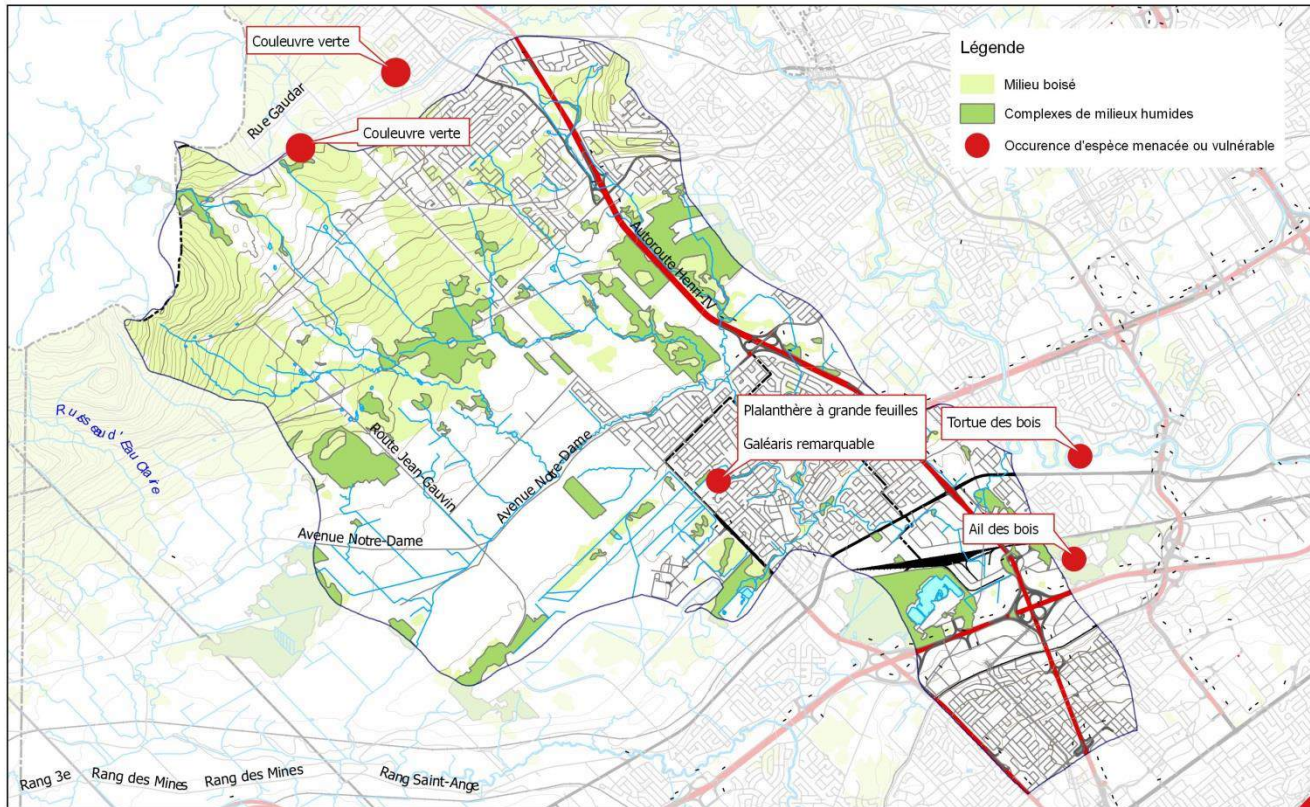 Couleuvre verte
Légende
Milieu boisé
Complexes de milieux humides
Occurence d'espèce menacée ou vulnérable
Rue Gaudar
Couleuvre verte
Autoroute Henri-IV
Plalanthère à grande feuilles
Galéaris remarquable
Tortue des bois
Ruisseau d'Eau Claire
Route Jean-Gauvin
Avenue Notre-Dame
Avenue Notre-Dame
Ail des bois
Rang 3e
Rang des Mines
Rang des Mines
Rang Saint-Ange